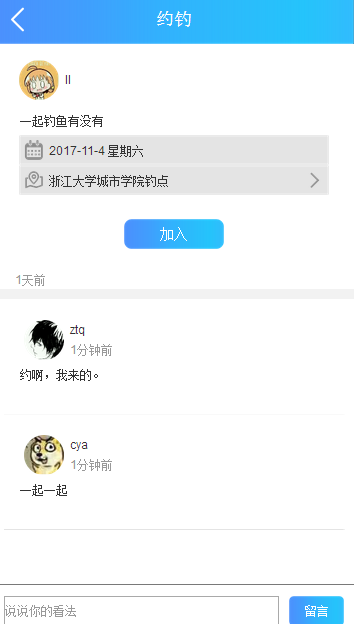 约钓
ll
一起钓鱼有没有
2017-11-4 星期六
浙江大学城市学院钓点
加入
1天前
ztq
1分钟前
约啊，我来的。
cya
1分钟前
一起一起
说说你的看法
留言